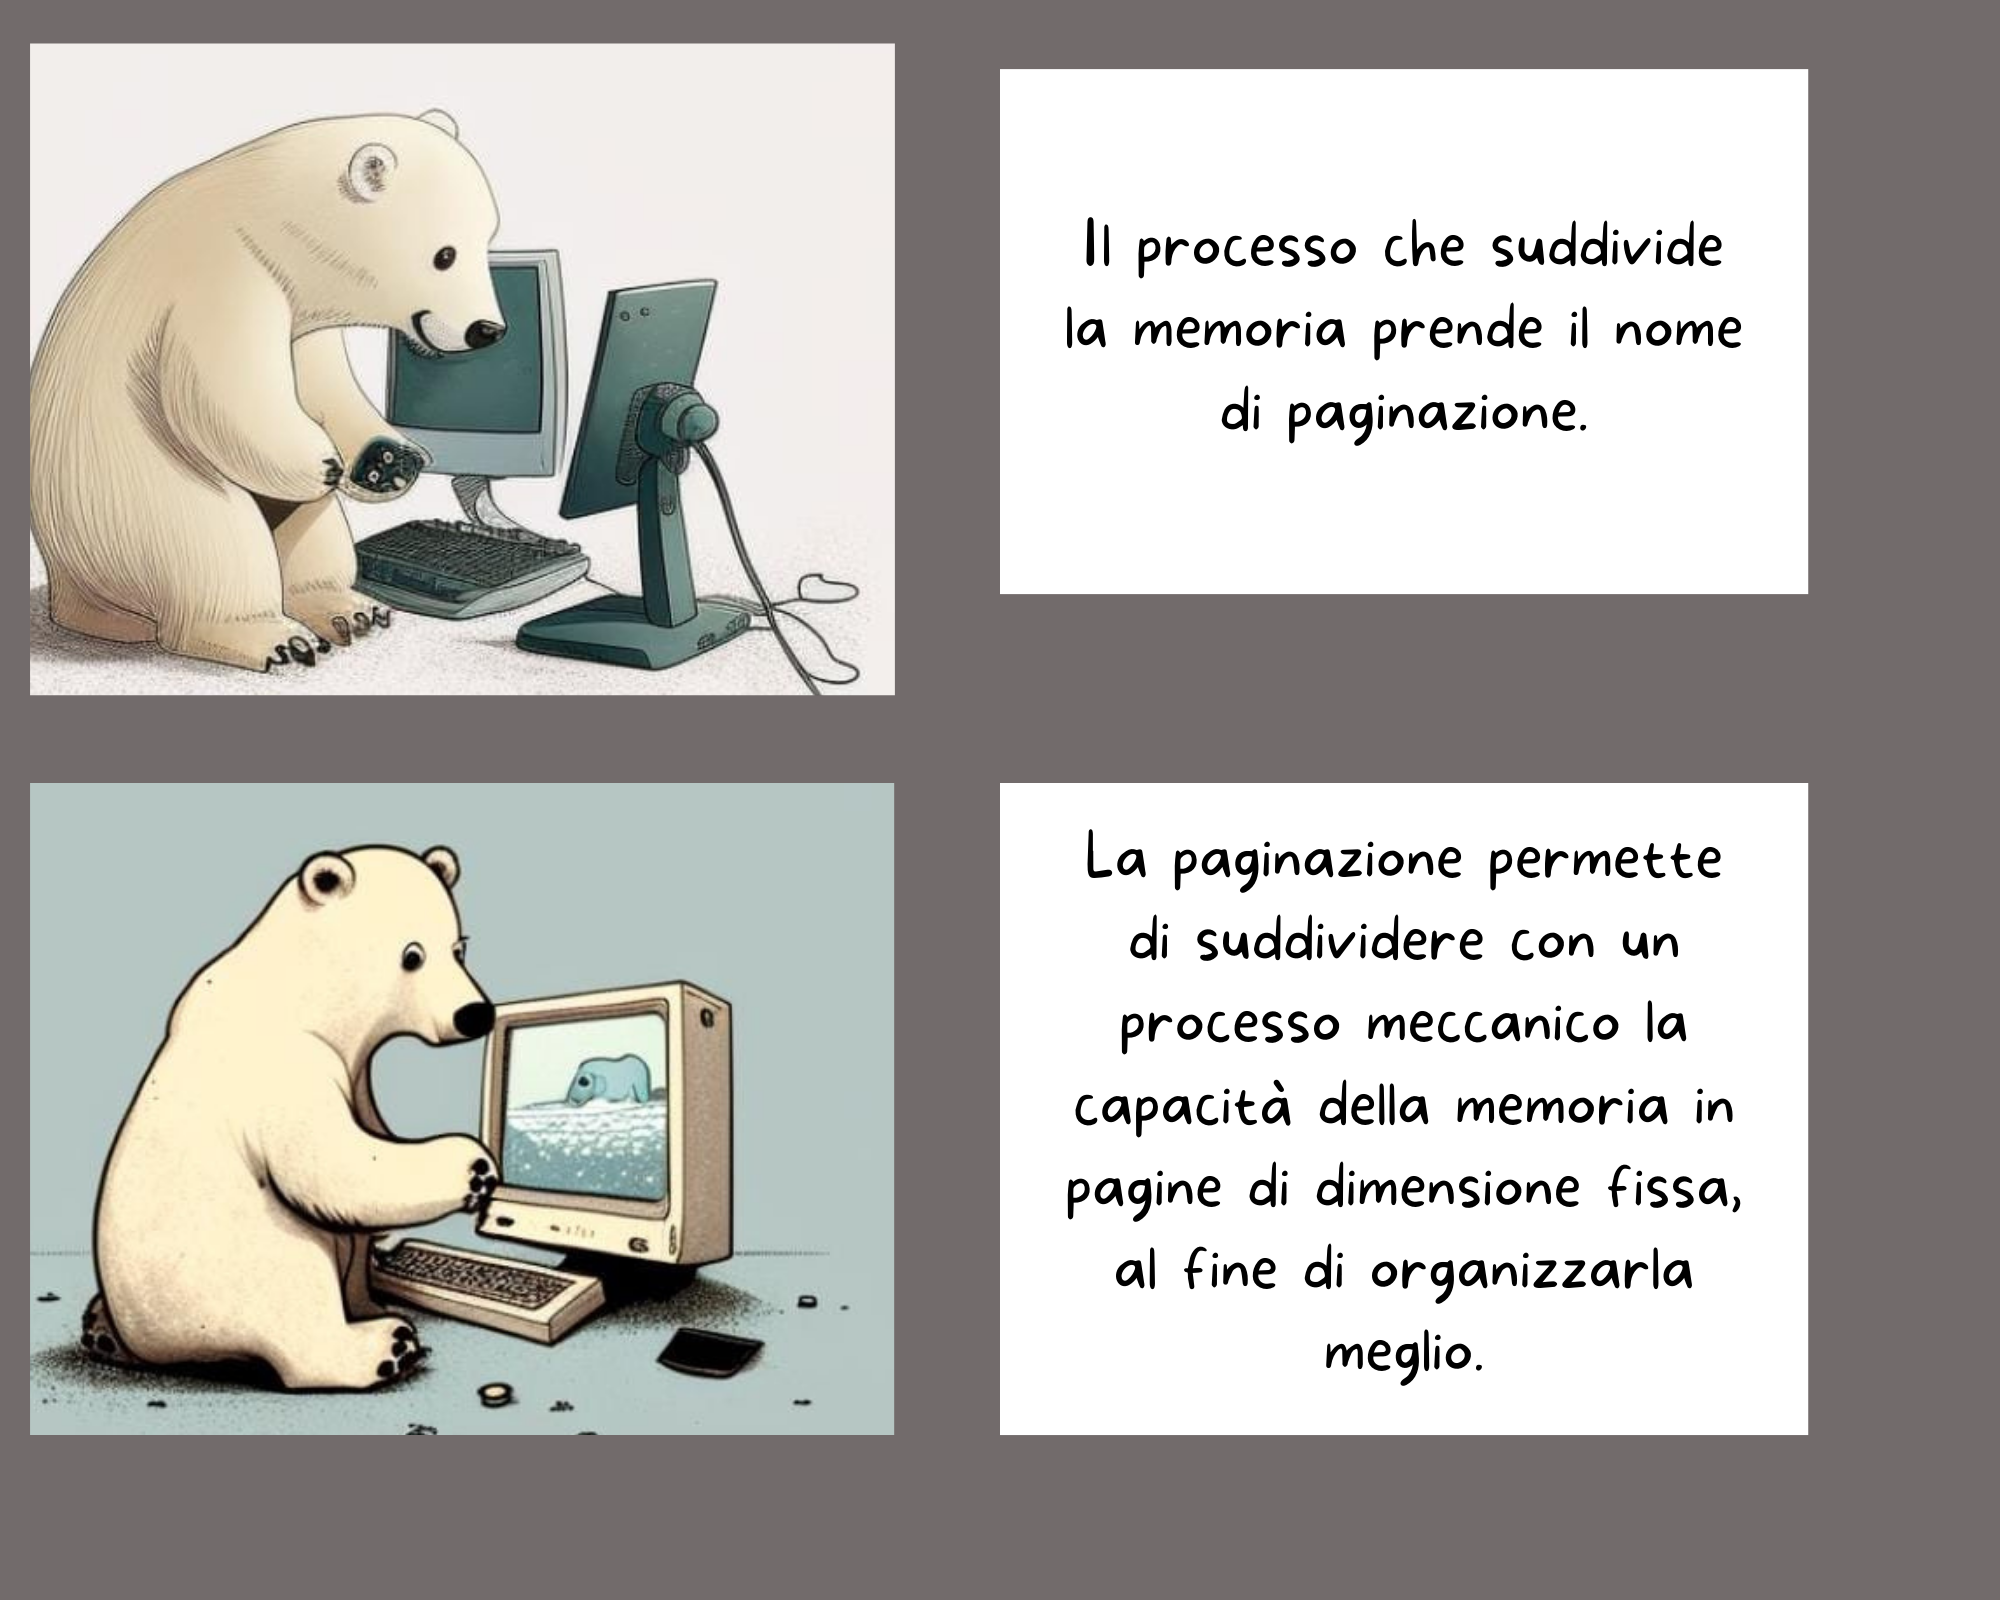 Il processo che suddivide
la memoria prende il nome
di paginazione.
La paginazione permette
di suddividere con un
processo meccanico la
capacità della memoria in
pagine di dimensione fissa,
al fine di organizzarla
meglio.